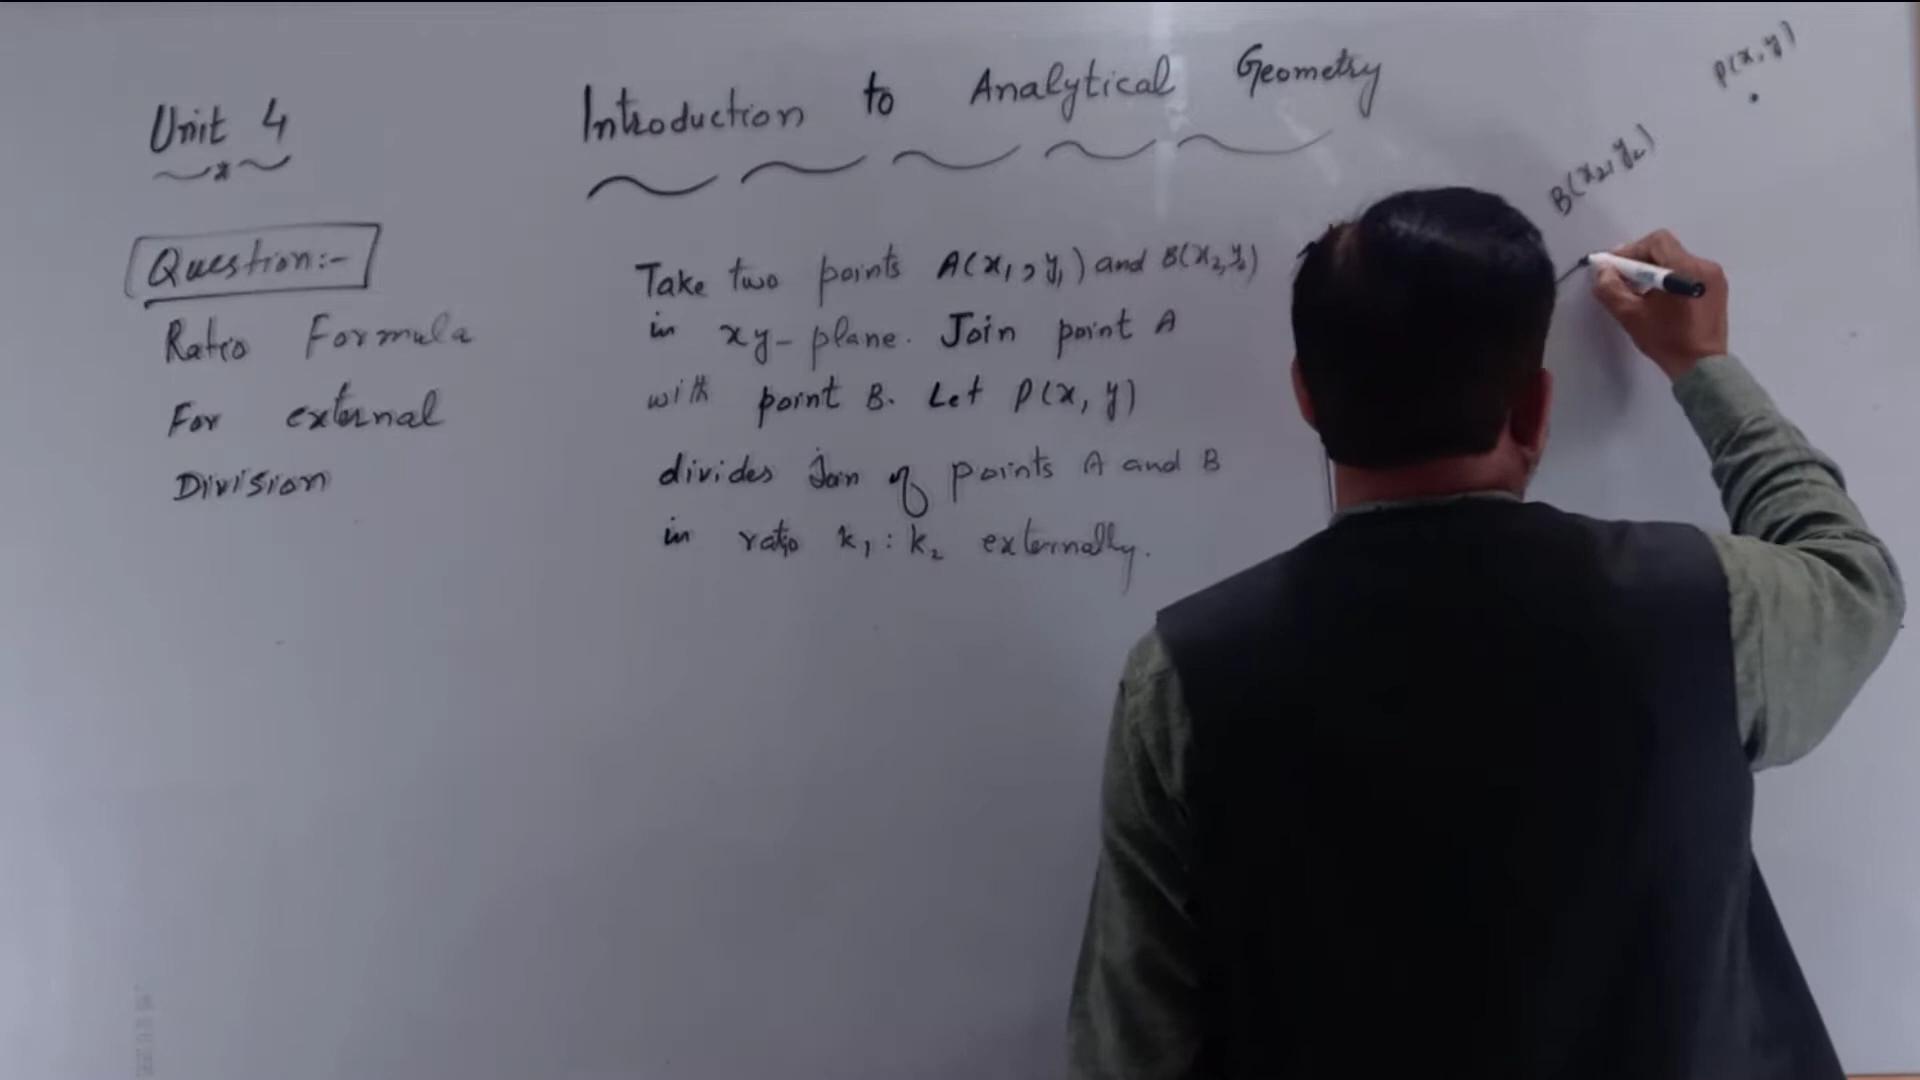 Unit 4
Introduction to Analytical Geometry
P(x, y)
B(x₂, y₂)
Question:-
Ratio Formula
For external
Division
Take two points A(x₁, y₁) and B(x₂, y₂)
in xy-plane. Join point A
with point B. Let P(x, y)
divides Join of points A and B
in ratio k₁ : k₂ externally.